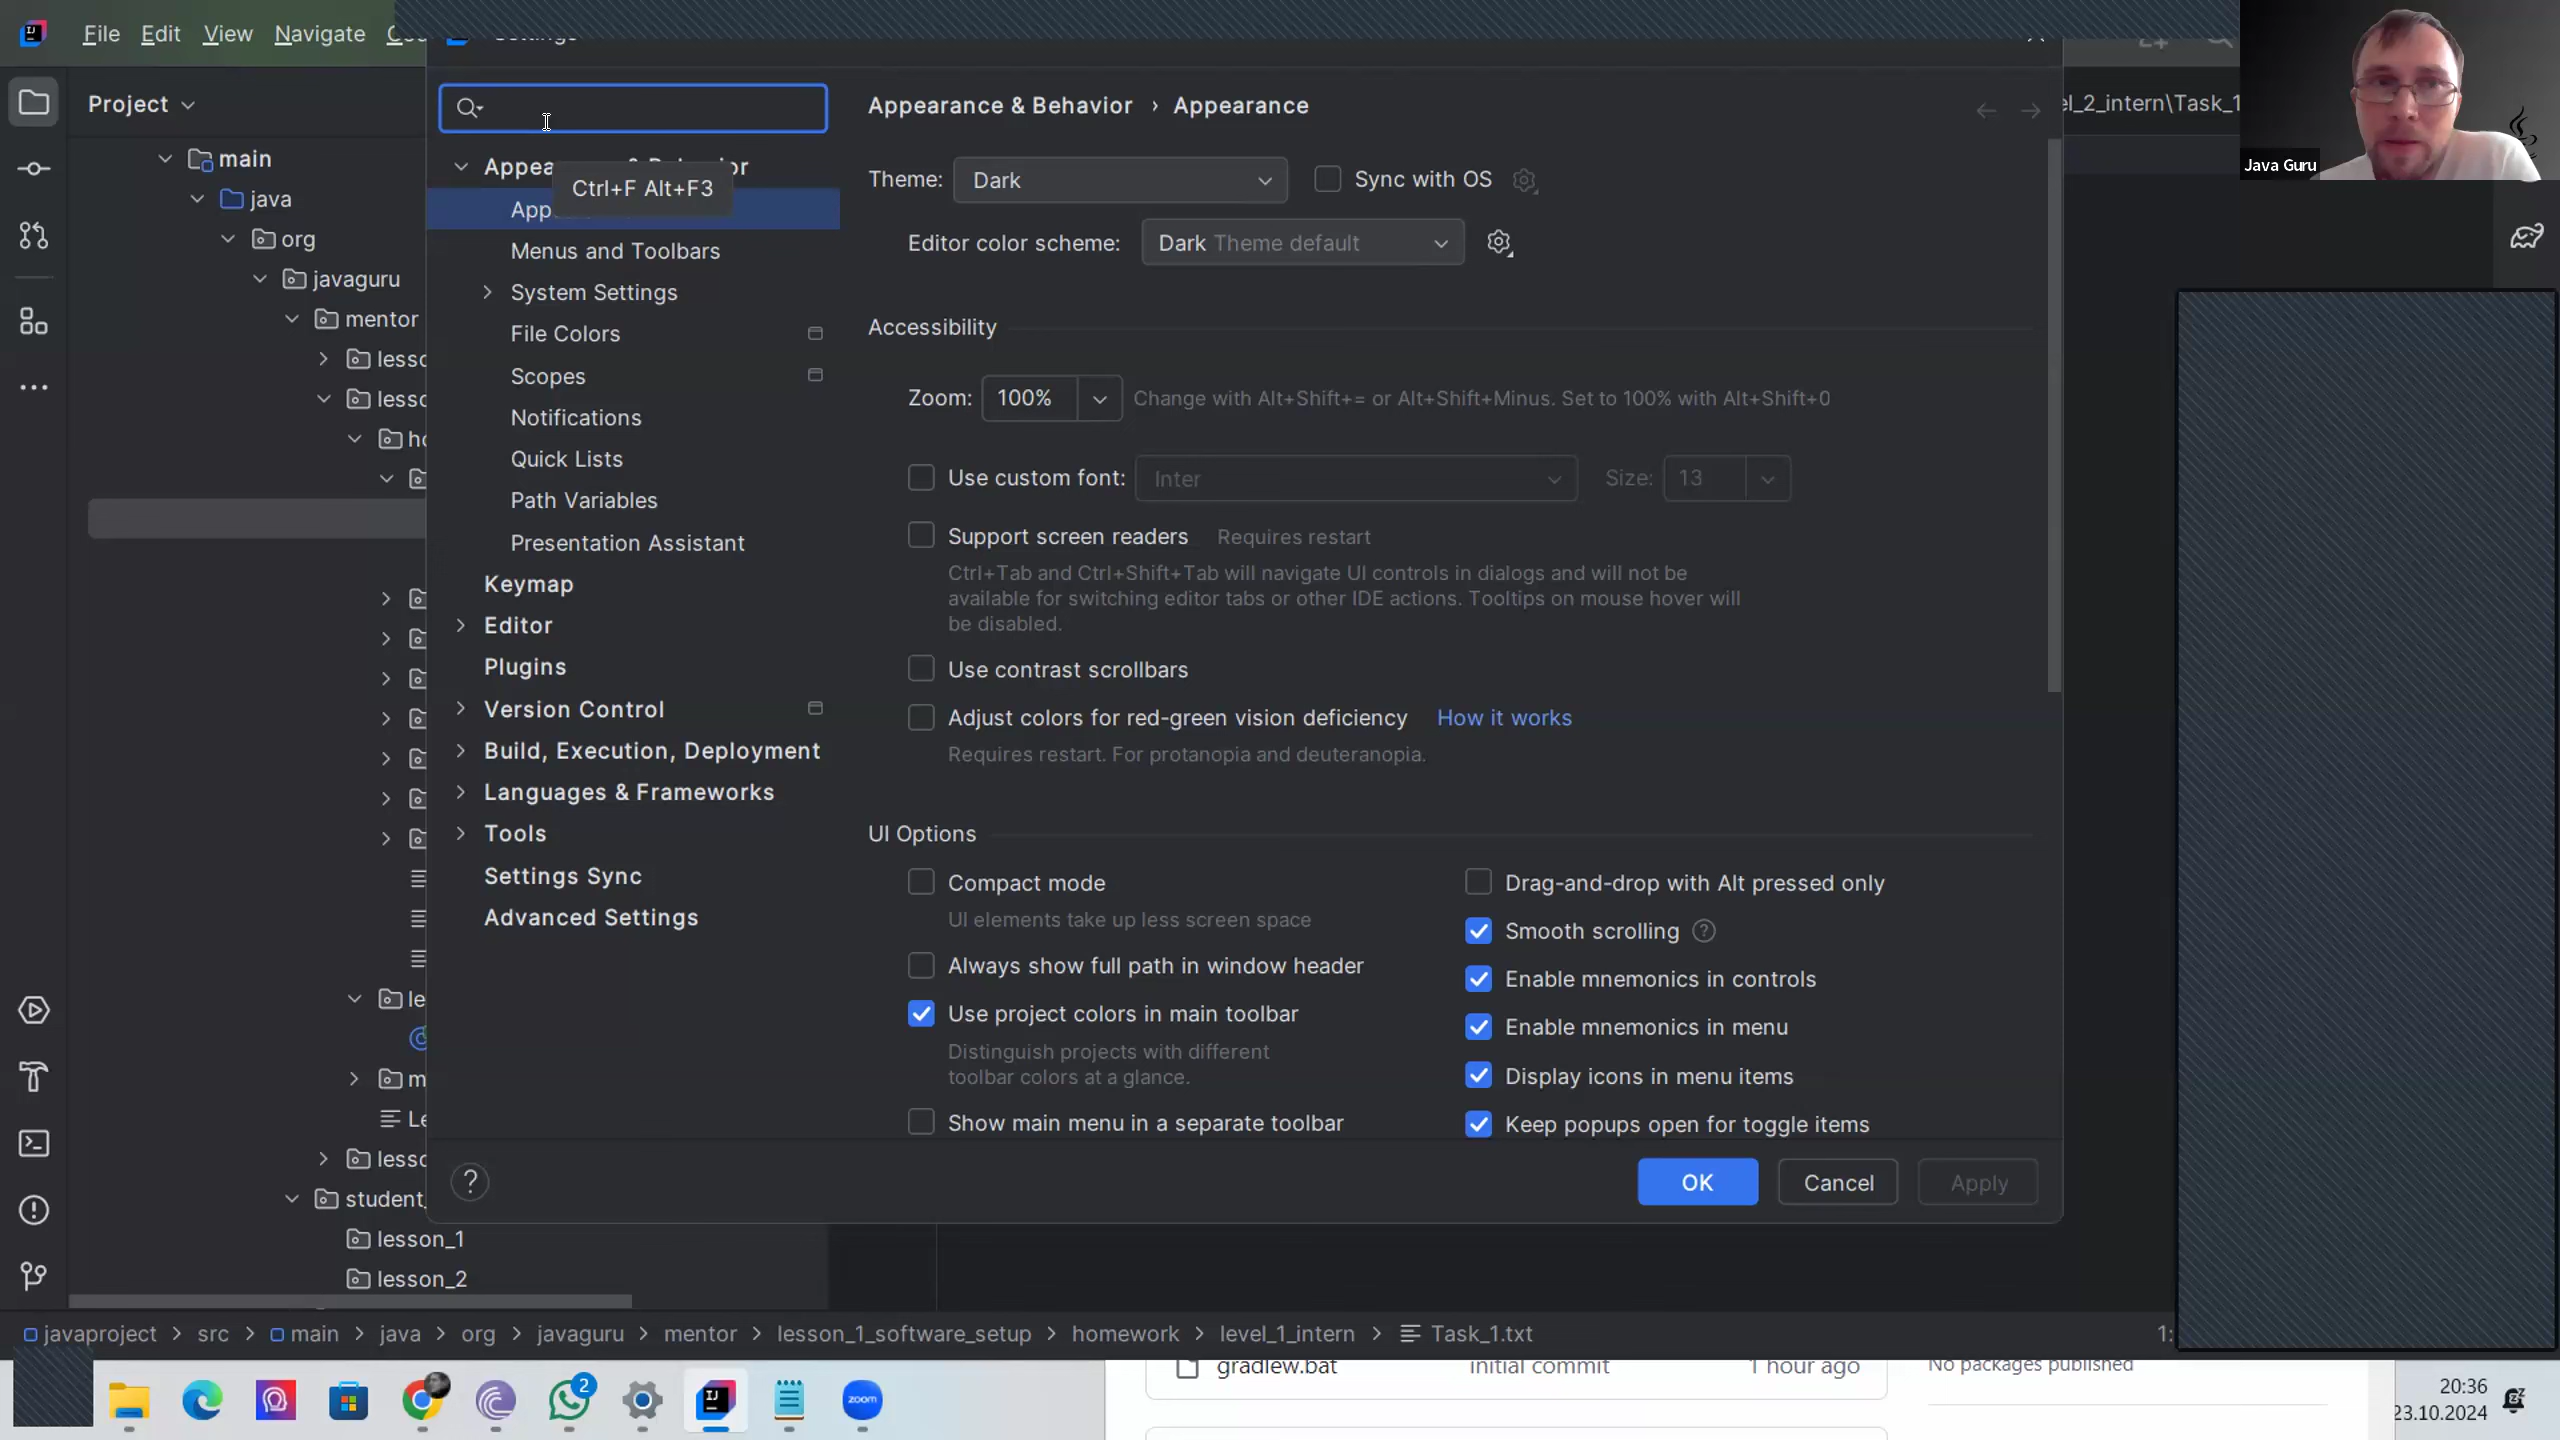 File Edit View Navigate
Java Guru
Project
el_2_intern\Task_1
main
java
org
javaguru
mentor
lesson_1
lesson_2
Ctrl+F Alt+F3
Menus and Toolbars
System Settings
File Colors
Scopes
Notifications
Quick Lists
Path Variables
Presentation Assistant
Keymap
Editor
Plugins
Version Control
Build, Execution, Deployment
Languages & Frameworks
Tools
Settings Sync
Advanced Settings
Appearance & Behavior › Appearance
Theme: Dark Sync with OS
Editor color scheme: Dark Theme default
Accessibility
Zoom: 100% Change with Alt+Shift+= or Alt+Shift+Minus. Set to 100% with Alt+Shift+0
Use custom font: Inter Size: 13
Support screen readers Requires restart
Ctrl+Tab and Ctrl+Shift+Tab will navigate UI controls in dialogs and will not be
available for switching editor tabs or other IDE actions. Tooltips on mouse hover will
be disabled.
Use contrast scrollbars
Adjust colors for red-green vision deficiency How it works
Requires restart. For protanopia and deuteranopia.
UI Options
Compact mode
UI elements take up less screen space
Always show full path in window header
Use project colors in main toolbar
Distinguish projects with different
toolbar colors at a glance.
Show main menu in a separate toolbar
Drag-and-drop with Alt pressed only
Smooth scrolling
Enable mnemonics in controls
Enable mnemonics in menu
Display icons in menu items
Keep popups open for toggle items
? OK Cancel Apply
javaproject > src > main > java > org > javaguru > mentor > lesson_1_software_setup > homework > level_1_intern > Task_1.txt 1:
gradlew.bat initial commit 1 hour ago
No packages published
2
zoom
20:36
23.10.2024